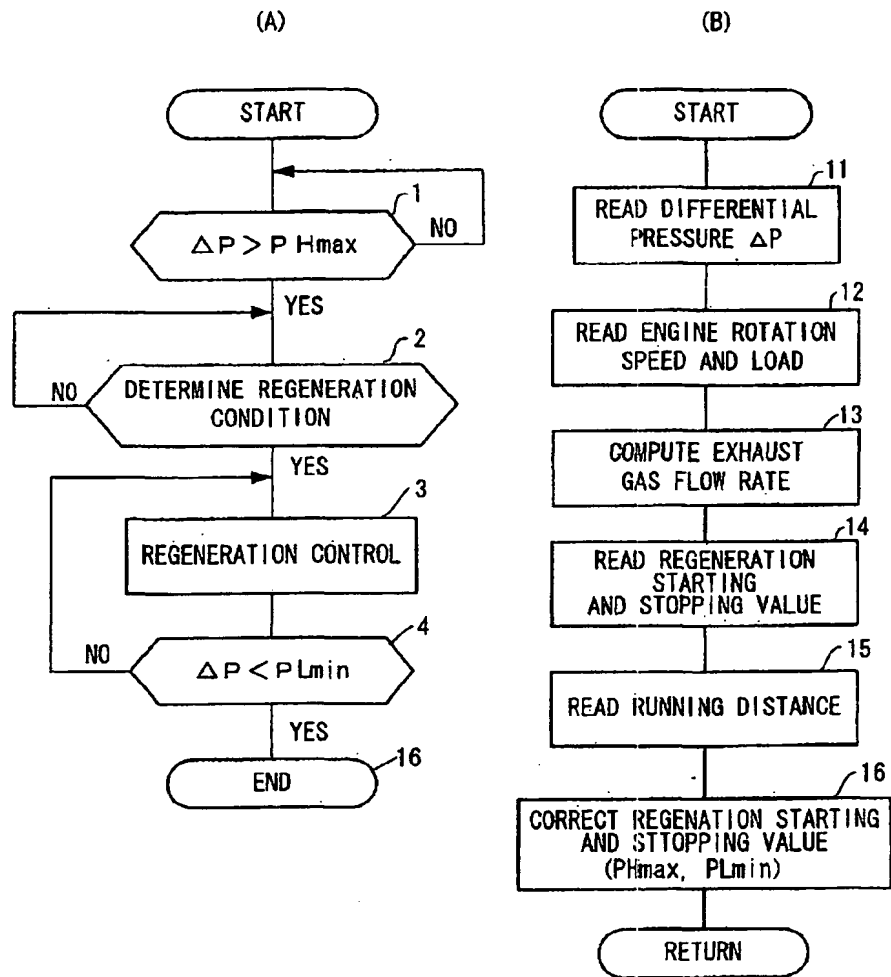 (A)
START
1
ΔP > PHmax
NO
YES
2
DETERMINE REGENERATION
CONDITION
NO
YES
3
REGENERATION CONTROL
4
ΔP < PLmin
NO
YES
16
END
(B)
START
11
READ DIFFERENTIAL
PRESSURE ΔP
12
READ ENGINE ROTATION
SPEED AND LOAD
13
COMPUTE EXHAUST
GAS FLOW RATE
14
READ REGENERATION
STARTING
AND STOPPING VALUE
15
READ RUNNING DISTANCE
16
CORRECT REGENATION STARTING
AND STTOPPING VALUE
(PHmax, PLmin)
RETURN